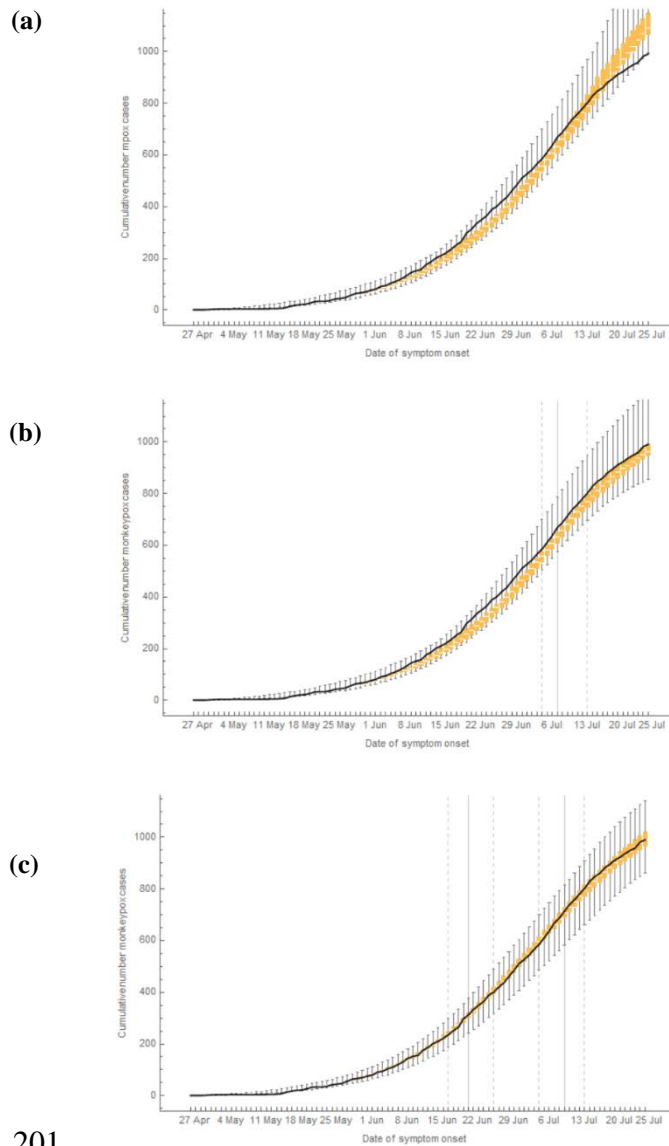 (a)
1000
800
600
400
200
0
Cumulative number mpox cases
27 Apr 4 May 11 May 18 May 25 May 1 Jun 8 Jun 15 Jun 22 Jun 29 Jun 6 Jul 13 Jul 20 Jul 25 Jul
Date of symptom onset
(b)
1000
800
600
400
200
0
Cumulative number monkeypox cases
27 Apr 4 May 11 May 18 May 25 May 1 Jun 8 Jun 15 Jun 22 Jun 29 Jun 6 Jul 13 Jul 20 Jul 25 Jul
Date of symptom onset
(c)
1000
800
600
400
200
0
Cumulative number monkeypox cases
27 Apr 4 May 11 May 18 May 25 May 1 Jun 8 Jun 15 Jun 22 Jun 29 Jun 6 Jul 13 Jul 20 Jul 25 Jul
Date of symptom onset
201